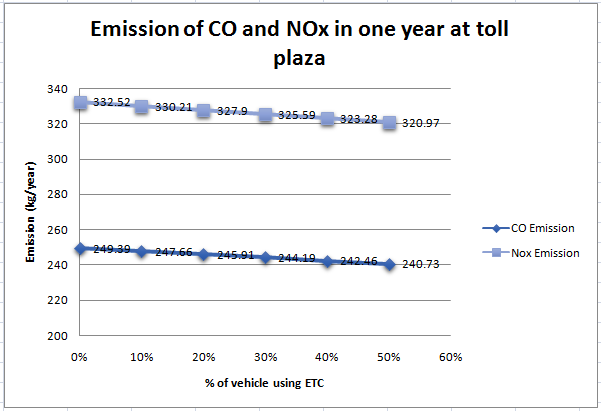 Emission of CO and NOx in one year at toll
plaza
340
320
300
280
260
240
220
200
Emission (kg/year)
332.52 330.21 327.9 325.59 323.28 320.97
249.39 247.66 245.91 244.19 242.46 240.73
0% 10% 20% 30% 40% 50% 60%
% of vehicle using ETC
CO Emission
Nox Emission